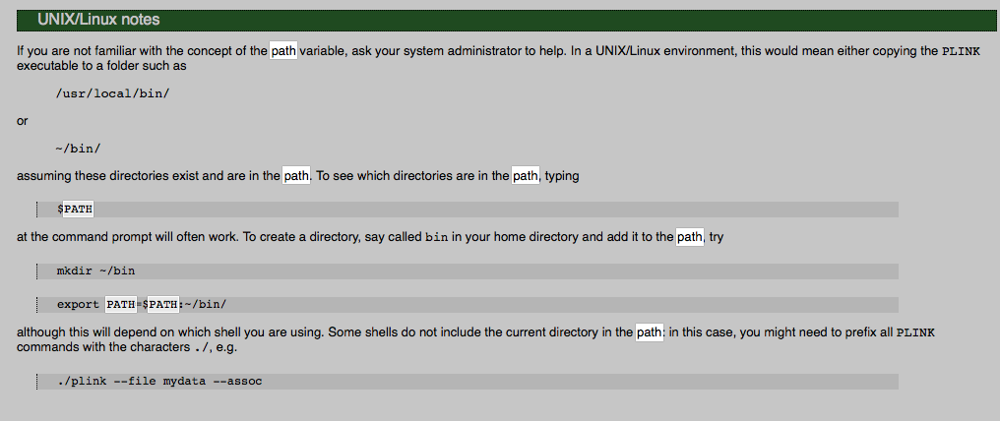 UNIX/Linux notes
If you are not familiar with the concept of the path variable, ask your system administrator to help. In a UNIX/Linux environment, this would mean either copying the PLINK
executable to a folder such as
/usr/local/bin/
or
~/bin/
assuming these directories exist and are in the path. To see which directories are in the path, typing
$PATH
at the command prompt will often work. To create a directory, say called bin in your home directory and add it to the path, try
mkdir ~/bin
export PATH=$PATH:~/bin/
although this will depend on which shell you are using. Some shells do not include the current directory in the path: in this case, you might need to prefix all PLINK
commands with the characters ./, e.g.
./plink --file mydata --assoc